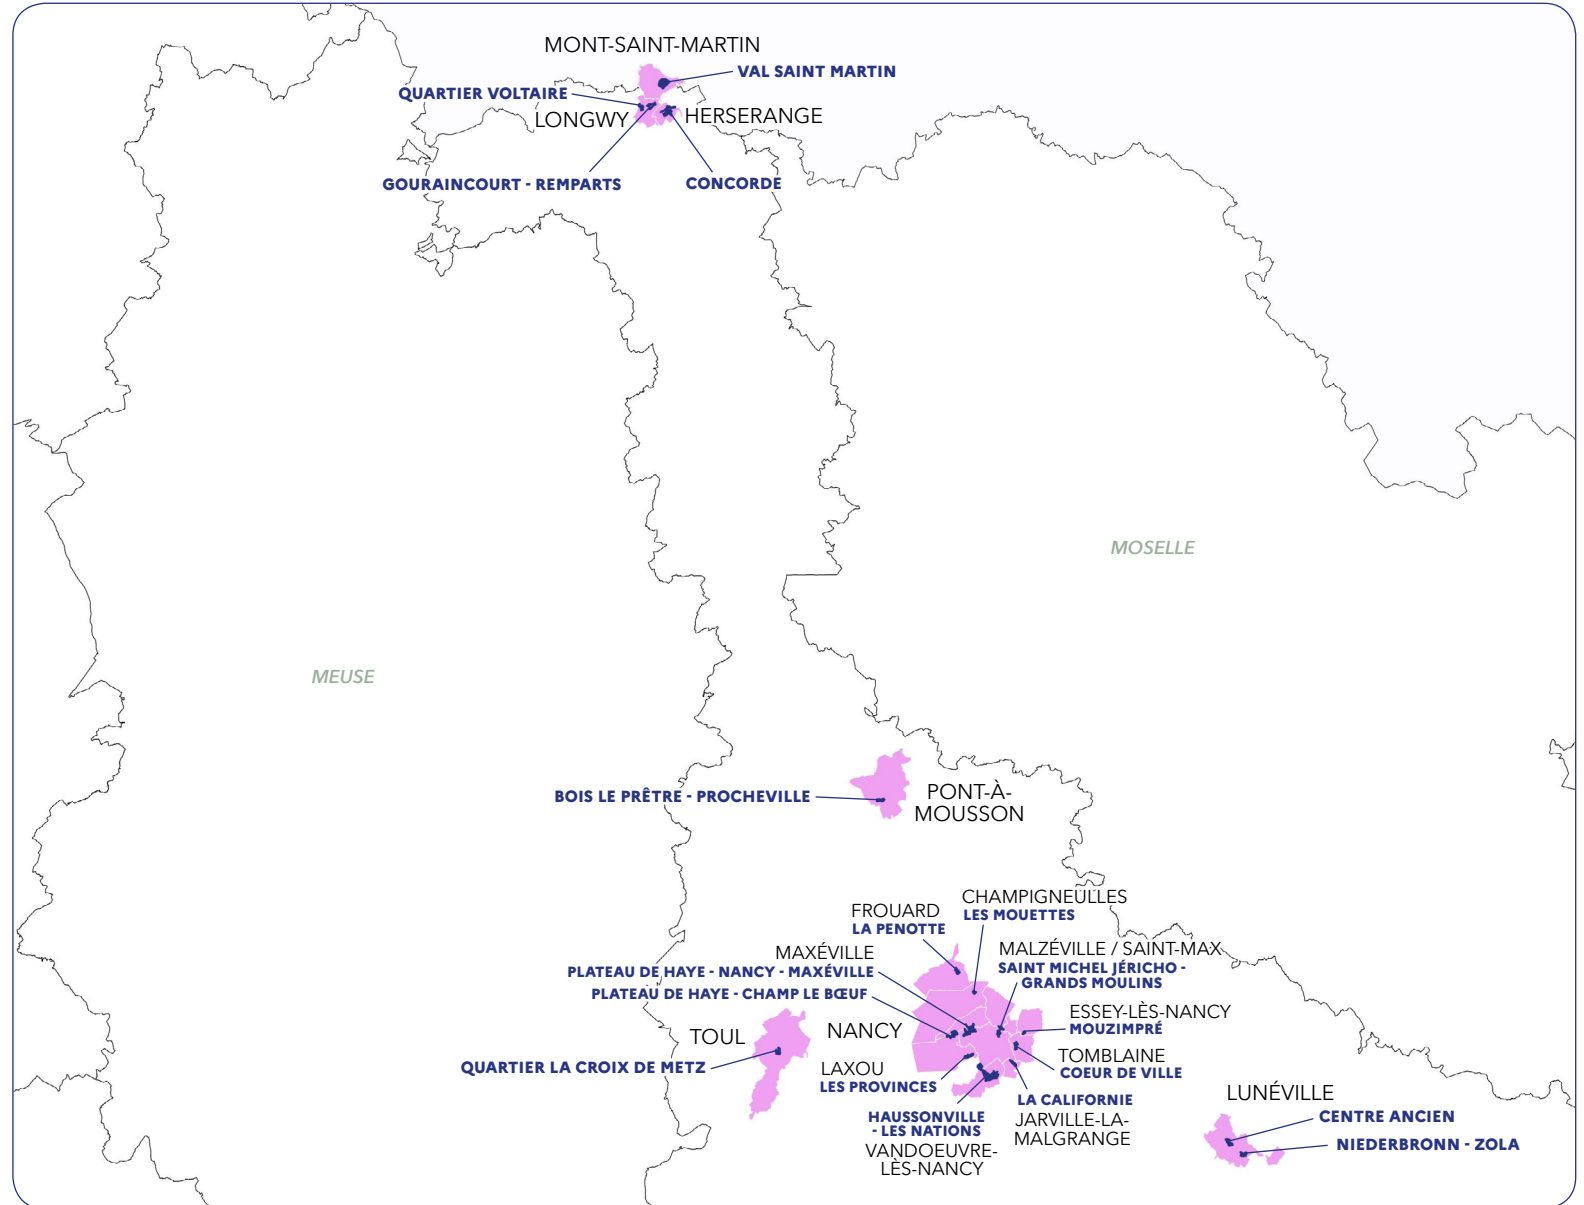 MONT-SAINT-MARTIN
VAL SAINT MARTIN
QUARTIER VOLTAIRE
LONGWY
HERSERANGE
GOURAINCOURT - REMPARTS
CONCORDE
MOSELLE
MEUSE
BOIS LE PRÊTRE - PROCHEVILLE
PONT-À-
MOUSSON
CHAMPIGNEULLES
LES MOUETTES
FROUARD
LA PENOTTE
MAXÉVILLE
MALZÉVILLE / SAINT-MAX
PLATEAU DE HAYE - NANCY - MAXÉVILLE
SAINT MICHEL JÉRICHO -
GRANDS MOULINS
PLATEAU DE HAYE - CHAMP LE BŒUF
ESSEY-LÈS-NANCY
MOUZIMPRÉ
TOUL
NANCY
TOMBLAINE
COEUR DE VILLE
QUARTIER LA CROIX DE METZ
LAXOU
LES PROVINCES
LA CALIFORNIE
JARVILLE-LA-
MALGRANGE
HAUSSONVILLE
- LES NATIONS
VANDOEUVRE-
LÈS-NANCY
LUNÉVILLE
CENTRE ANCIEN
NIEDERBRONN - ZOLA